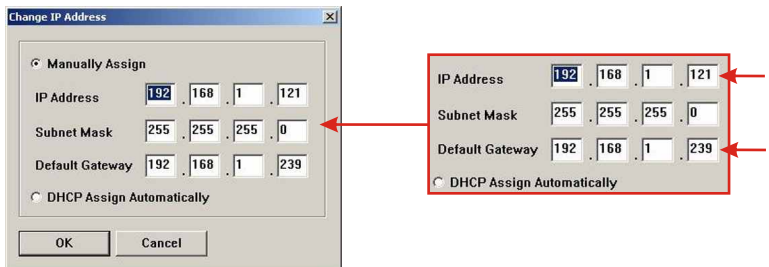 Change IP Address
Manually Assign
IP Address 192 . 168 . 1 . 121
Subnet Mask 255 . 255 . 255 . 0
Default Gateway 192 . 168 . 1 . 239
DHCP Assign Automatically
OK Cancel
IP Address 192 . 168 . 1 . 121
Subnet Mask 255 . 255 . 255 . 0
Default Gateway 192 . 168 . 1 . 239
DHCP Assign Automatically